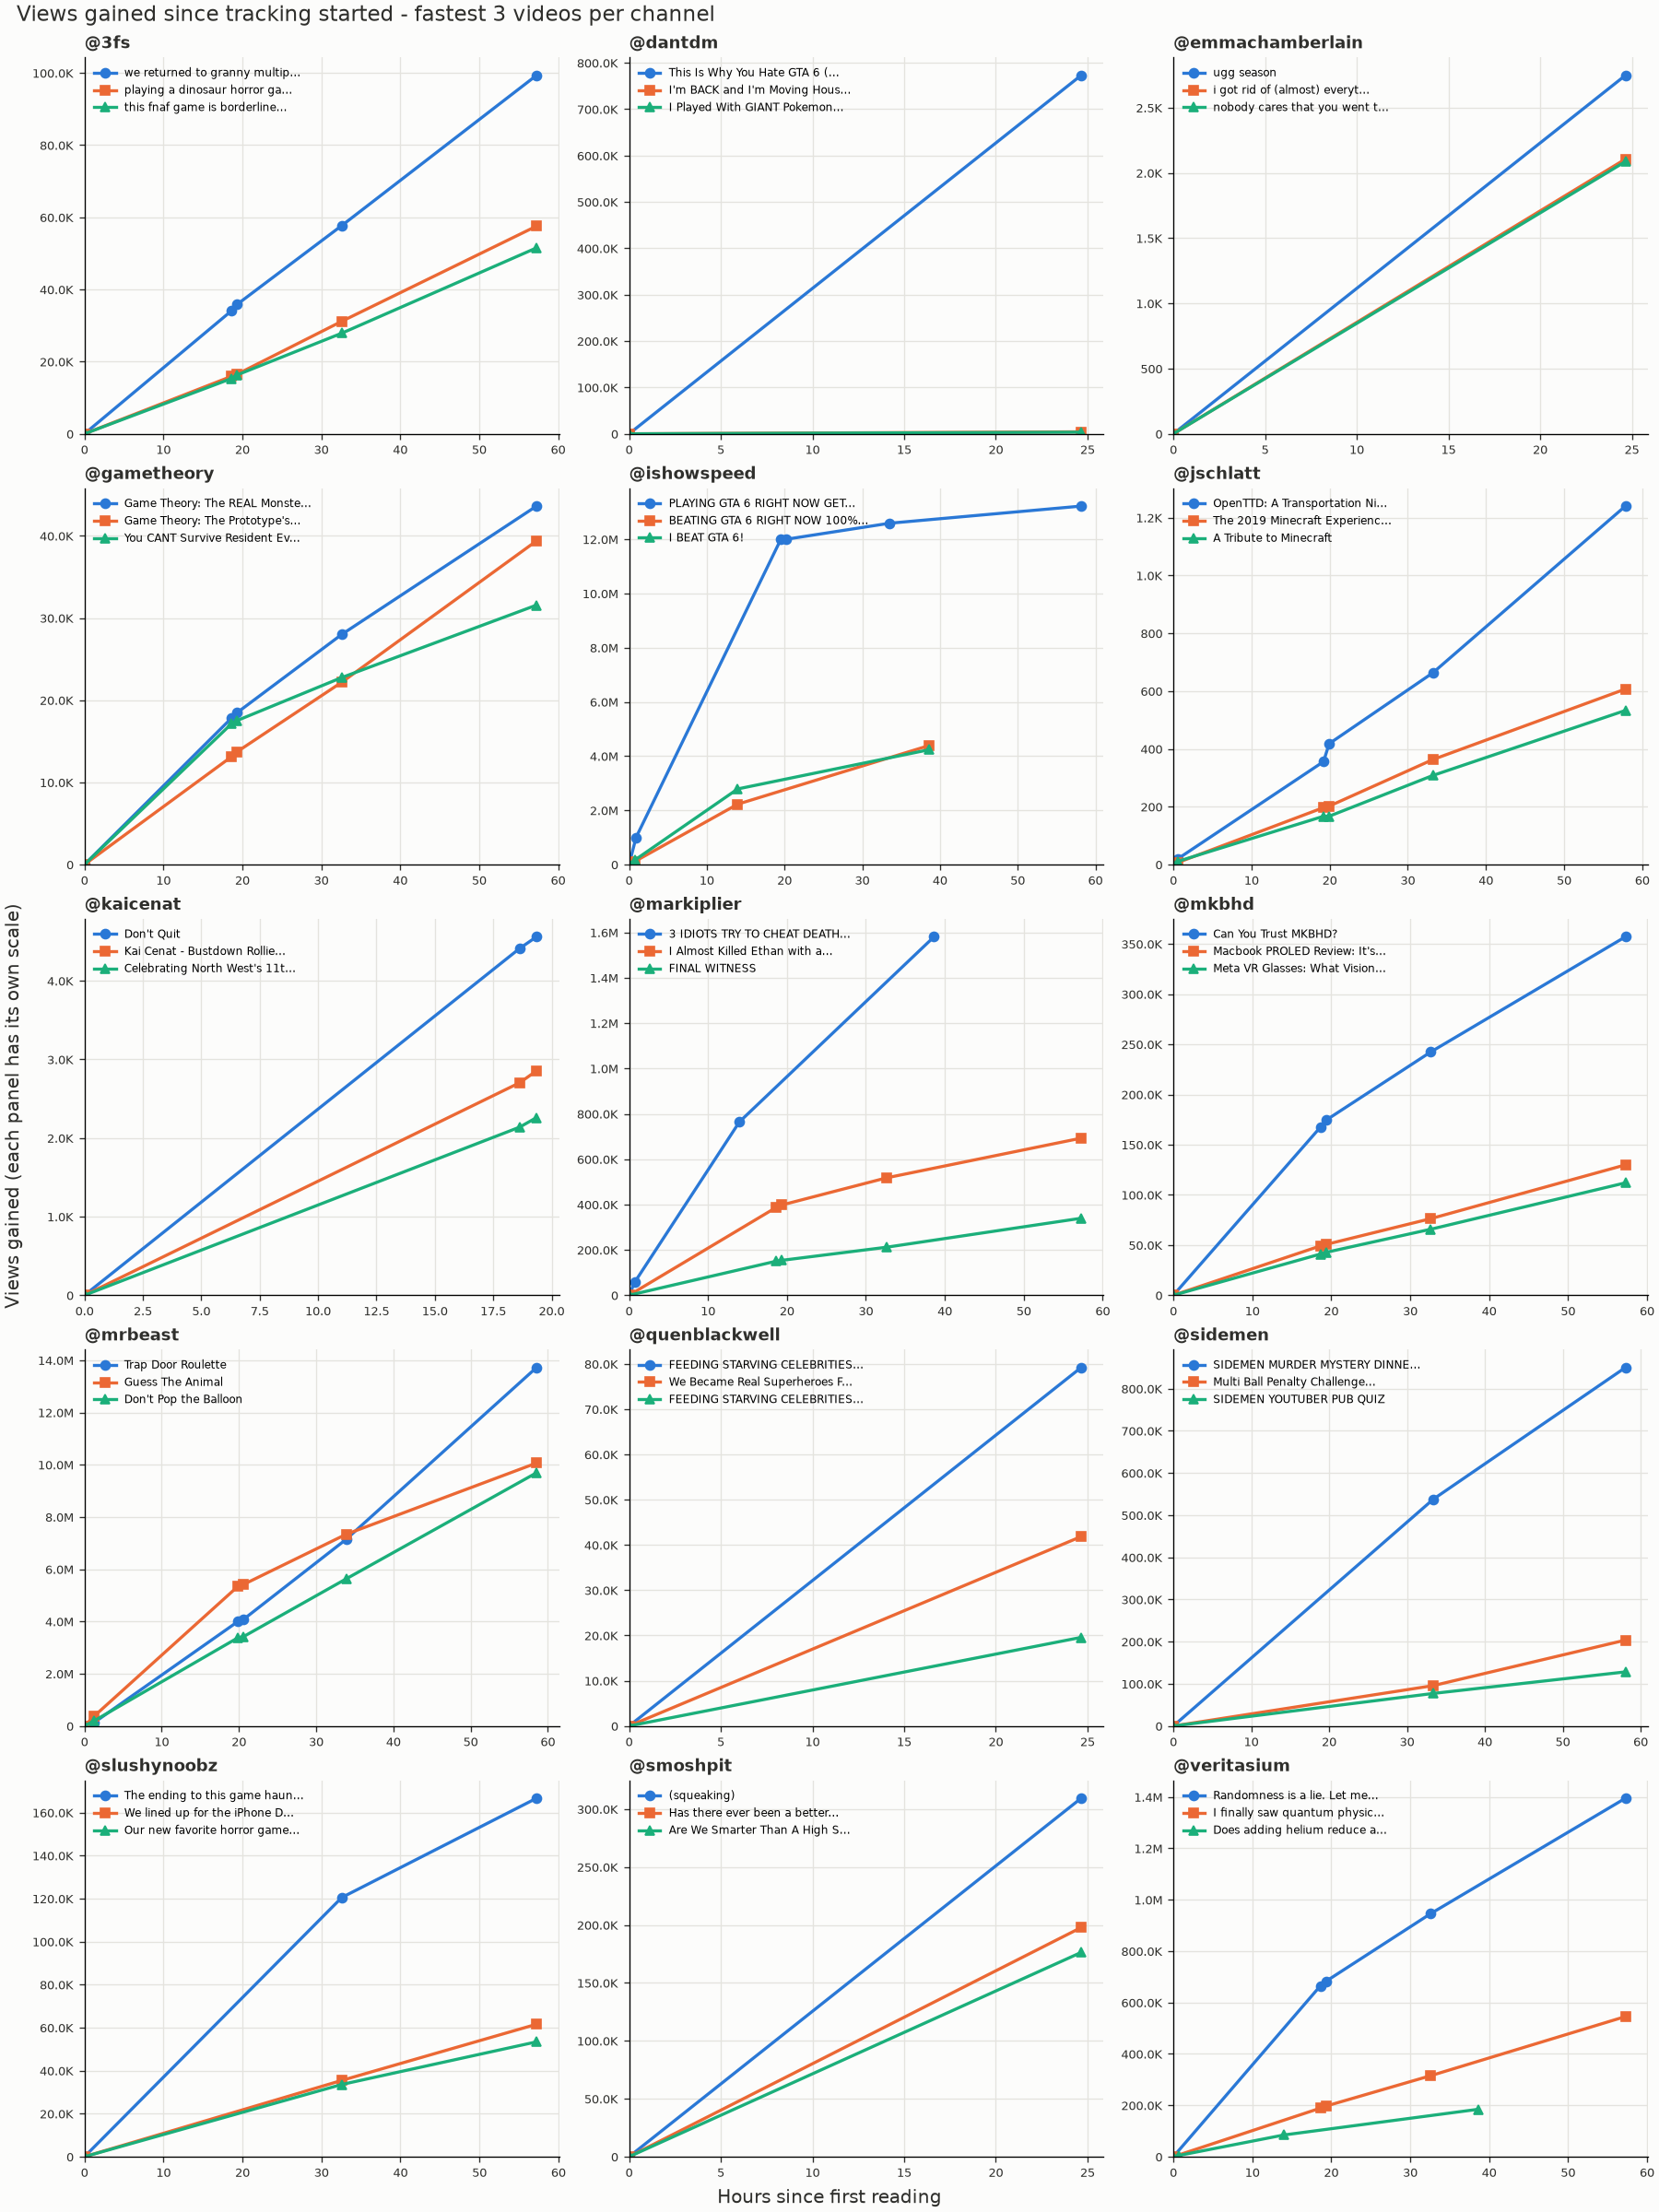 Views gained since tracking started - fastest 3 videos per channel
@3fs
we returned to granny multip...
playing a dinosaur horror ga...
this fnaf game is borderline...
100.0K
80.0K
60.0K
40.0K
20.0K
0
0 10 20 30 40 50 60
@dantdm
This Is Why You Hate GTA 6 (...
I'm BACK and I'm Moving Hous...
I Played With GIANT Pokemon...
800.0K
700.0K
600.0K
500.0K
400.0K
300.0K
200.0K
100.0K
0
0 5 10 15 20 25
@emmachamberlain
ugg season
i got rid of (almost) everyt...
nobody cares that you went t...
2.5K
2.0K
1.5K
1.0K
500
0
0 5 10 15 20 25
@gametheory
Game Theory: The REAL Monste...
Game Theory: The Prototype's...
You CANT Survive Resident Ev...
40.0K
30.0K
20.0K
10.0K
0
0 10 20 30 40 50 60
@ishowspeed
PLAYING GTA 6 RIGHT NOW GET...
BEATING GTA 6 RIGHT NOW 100%...
I BEAT GTA 6!
12.0M
10.0M
8.0M
6.0M
4.0M
2.0M
0
0 10 20 30 40 50 60
@jschlatt
OpenTTD: A Transportation Ni...
The 2019 Minecraft Experienc...
A Tribute to Minecraft
1.2K
1.0K
800
600
400
200
0
0 10 20 30 40 50 60
Views gained (each panel has its own scale)
@kaicenat
Don't Quit
Kai Cenat - Bustdown Rollie...
Celebrating North West's 11t...
4.0K
3.0K
2.0K
1.0K
0
0.0 2.5 5.0 7.5 10.0 12.5 15.0 17.5 20.0
@markiplier
3 IDIOTS TRY TO CHEAT DEATH...
I Almost Killed Ethan with a...
FINAL WITNESS
1.6M
1.4M
1.2M
1.0M
800.0K
600.0K
400.0K
200.0K
0
0 10 20 30 40 50 60
@mkbhd
Can You Trust MKBHD?
Macbook PROLED Review: It's...
Meta VR Glasses: What Vision...
350.0K
300.0K
250.0K
200.0K
150.0K
100.0K
50.0K
0
0 10 20 30 40 50 60
@mrbeast
Trap Door Roulette
Guess The Animal
Don't Pop the Balloon
14.0M
12.0M
10.0M
8.0M
6.0M
4.0M
2.0M
0
0 10 20 30 40 50 60
@quenblackwell
FEEDING STARVING CELEBRITIES...
We Became Real Superheroes F...
FEEDING STARVING CELEBRITIES...
80.0K
70.0K
60.0K
50.0K
40.0K
30.0K
20.0K
10.0K
0
0 5 10 15 20 25
@sidemen
SIDEMEN MURDER MYSTERY DINNE...
Multi Ball Penalty Challenge...
SIDEMEN YOUTUBER PUB QUIZ
800.0K
700.0K
600.0K
500.0K
400.0K
300.0K
200.0K
100.0K
0
0 10 20 30 40 50 60
@slushynoobz
The ending to this game haun...
We lined up for the iPhone D...
Our new favorite horror game...
160.0K
140.0K
120.0K
100.0K
80.0K
60.0K
40.0K
20.0K
0
0 10 20 30 40 50 60
@smoshpit
(squeaking)
Has there ever been a better...
Are We Smarter Than A High S...
300.0K
250.0K
200.0K
150.0K
100.0K
50.0K
0
0 5 10 15 20 25
@veritasium
Randomness is a lie. Let me...
I finally saw quantum physic...
Does adding helium reduce a...
1.4M
1.2M
1.0M
800.0K
600.0K
400.0K
200.0K
0
0 10 20 30 40 50 60
Hours since first reading